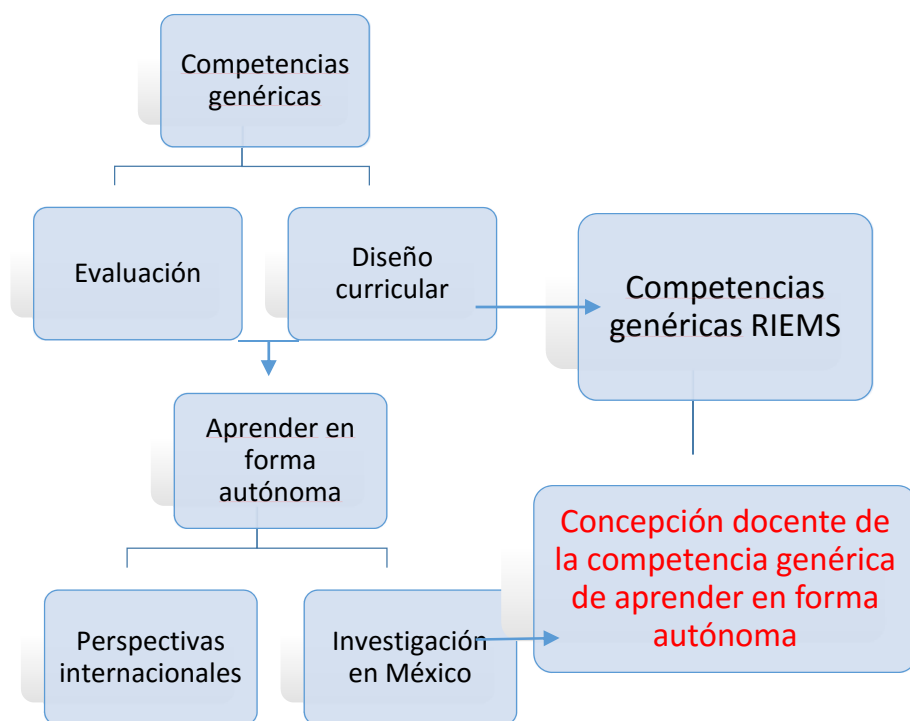 Competencias
genéricas
Evaluación
Diseño
curricular
Competencias
genéricas RIEMS
Aprender en
forma
autónoma
Concepción docente de
la competencia genérica
de aprender en forma
autónoma
Perspectivas
internacionales
Investigación
en México